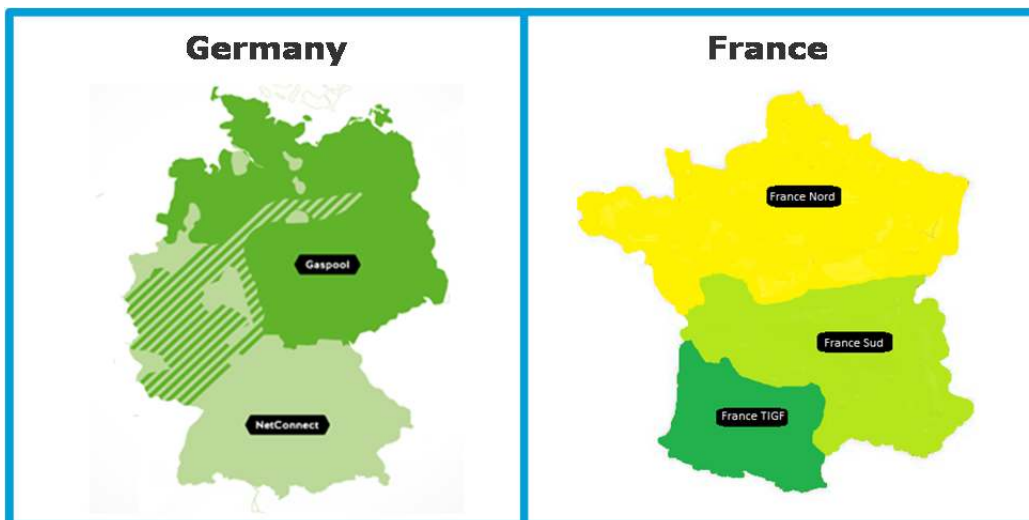 Germany
Gaspool
NetConnect
France
France Nord
France Sud
France TIGF